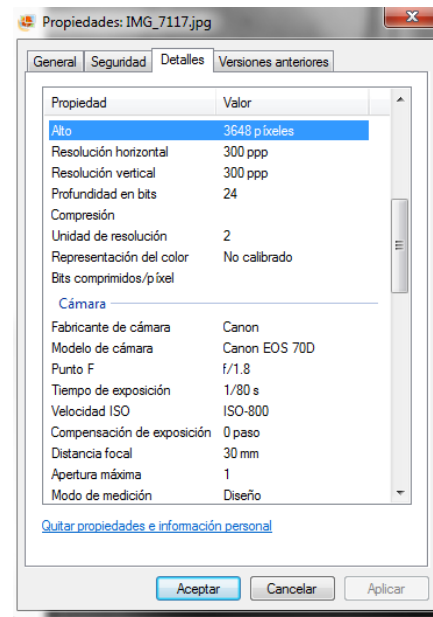 Propiedades: IMG_7117.jpg
General Seguridad Detalles Versiones anteriores
Propiedad Valor
Alto 3648 píxeles
Resolución horizontal 300 ppp
Resolución vertical 300 ppp
Profundidad en bits 24
Compresión
Unidad de resolución 2
Representación del color No calibrado
Bits comprimidos/píxel
Cámara
Fabricante de cámara Canon
Modelo de cámara Canon EOS 70D
Punto F f/1.8
Tiempo de exposición 1/80 s
Velocidad ISO ISO-800
Compensación de exposición 0 paso
Distancia focal 30 mm
Apertura máxima 1
Modo de medición Diseño
Quitar propiedades e información personal
Aceptar Cancelar Aplicar